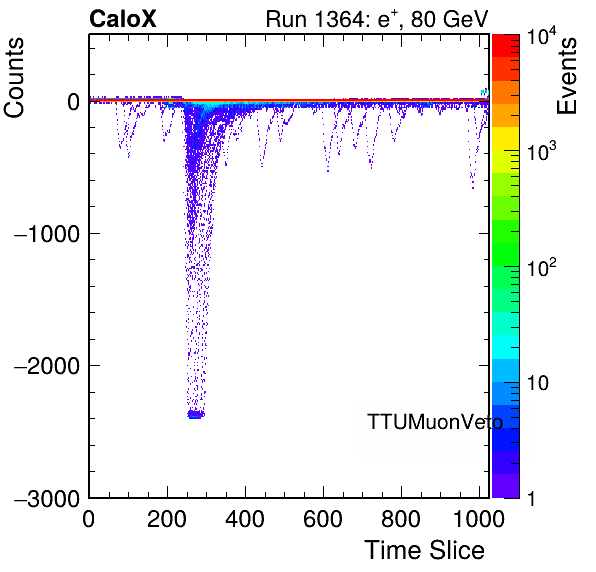 CaloX Run 1364: e+, 80 GeV
Counts
0
−1000
−2000
−3000
0 200 400 600 800 1000
Time Slice
TTUMuonVeto
Events
10^4
10^3
10^2
10
1